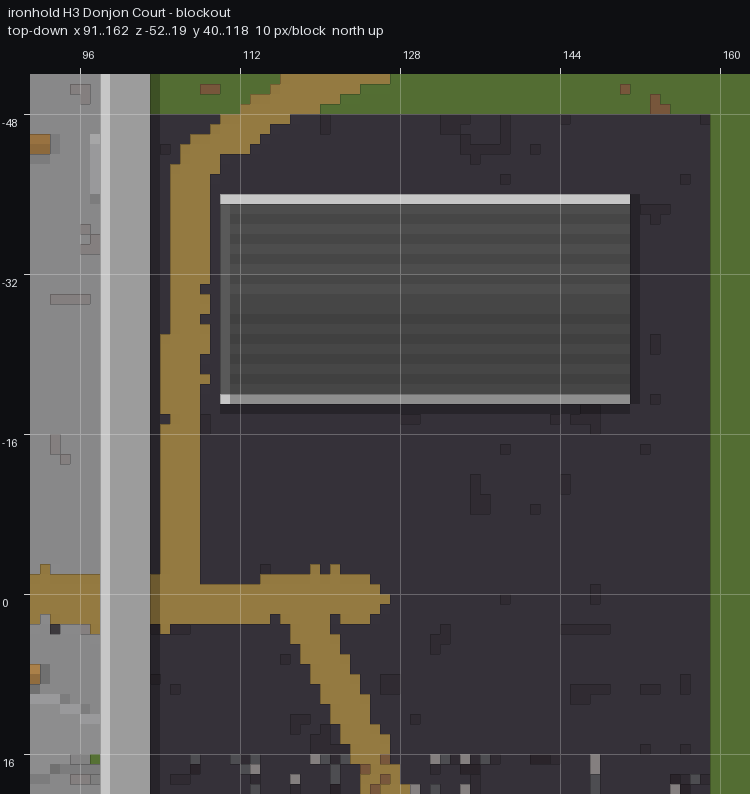 ironhold H3 Donjon Court - blockout
top-down x 91..162 z -52..19 y 40..118 10 px/block north up
96 112 128 144 160
-48
-32
-16
0
16